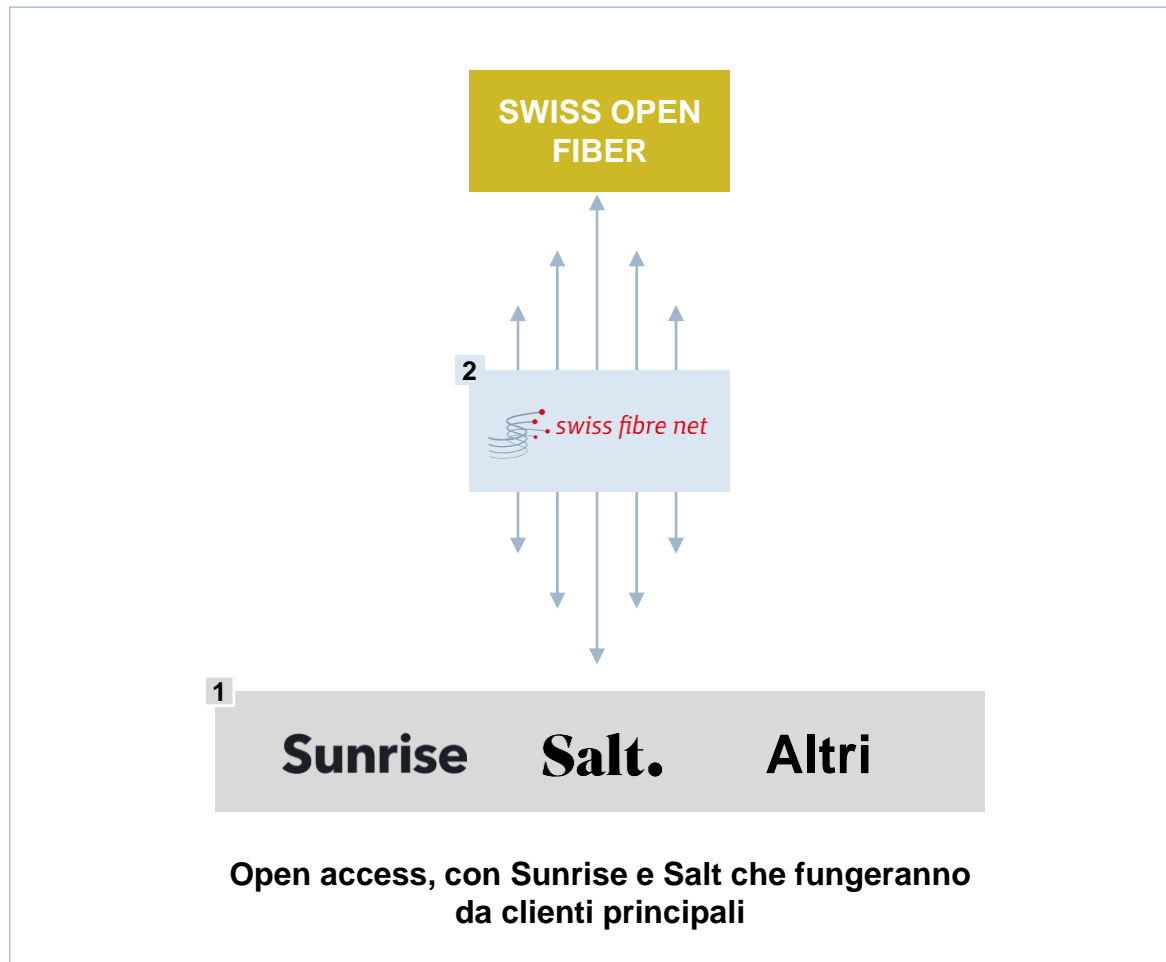 SWISS OPEN
FIBER
2
swiss fibre net
1
Sunrise
Salt.
Altri
Open access, con Sunrise e Salt che fungeranno
da clienti principali